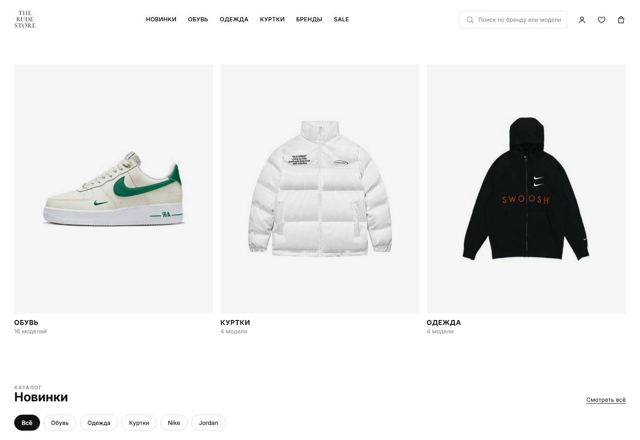 THE
RUDE
STORE
НОВИНКИ ОБУВЬ ОДЕЖДА КУРТКИ БРЕНДЫ SALE
Поиск по бренду или модели
SWOOSH
ОБУВЬ
16 моделей
КУРТКИ
4 модели
ОДЕЖДА
4 модели
КАТАЛОГ
Новинки
Смотреть всё
Всё Обувь Одежда Куртки Nike Jordan